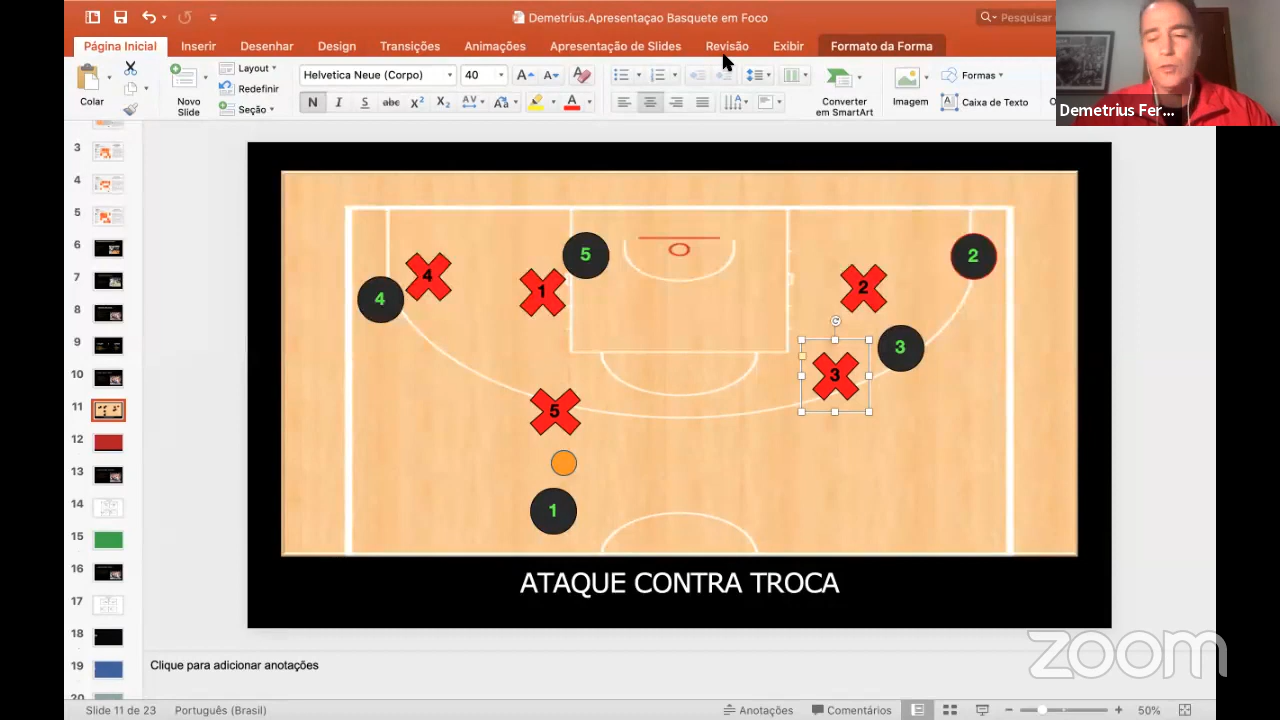 Demetrius.Apresentaçao Basquete em Foco
Pesquisar
Página Inicial
Inserir
Desenhar
Design
Transições
Animações
Apresentação de Slides
Revisão
Exibir
Formato da Forma
Colar
Novo
Slide
Layout
Redefinir
Seção
Helvetica Neue (Corpo)
40
N I S abc X² X₂ AV Aa A
Converter
em SmartArt
Imagem
Formas
Caixa de Texto
Demetrius Fer...
3
4
5
6
7
8
9
10
11
12
13
14
15
16
17
18
19
20
4
4
1
5
2
2
3
3
5
1
ATAQUE CONTRA TROCA
Clique para adicionar anotações
zoom
Slide 11 de 23
Português (Brasil)
Anotações
Comentários
50%